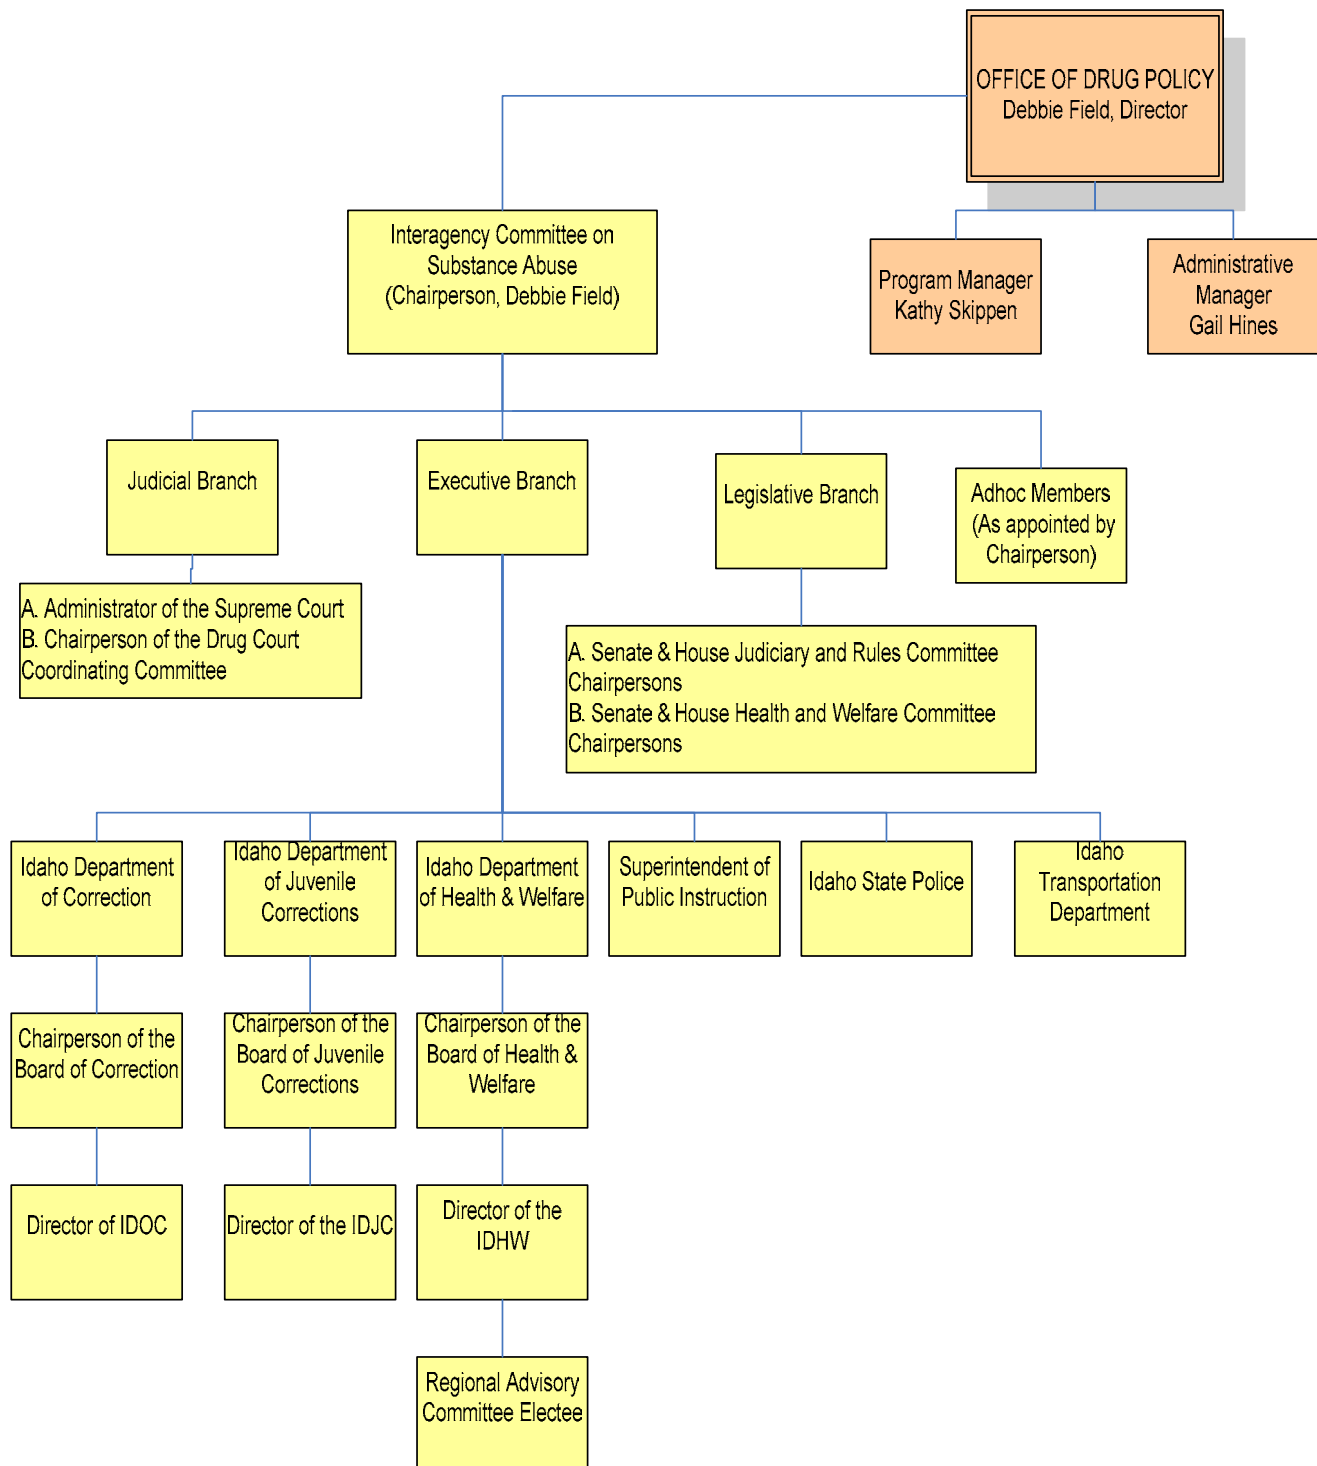 OFFICE OF DRUG POLICY
Debbie Field, Director
Interagency Committee on
Substance Abuse
(Chairperson, Debbie Field)
Program Manager
Kathy Skippen
Administrative
Manager
Gail Hines
Judicial Branch
Executive Branch
Legislative Branch
Adhoc Members
(As appointed by
Chairperson)
A. Administrator of the Supreme Court
B. Chairperson of the Drug Court
Coordinating Committee
A. Senate & House Judiciary and Rules Committee
Chairpersons
B. Senate & House Health and Welfare Committee
Chairpersons
Idaho Department
of Correction
Idaho Department
of Juvenile
Corrections
Idaho Department
of Health & Welfare
Superintendent of
Public Instruction
Idaho State Police
Idaho
Transportation
Department
Chairperson of the
Board of Correction
Chairperson of the
Board of Juvenile
Corrections
Chairperson of the
Board of Health &
Welfare
Director of IDOC
Director of the IDJC
Director of the
IDHW
Regional Advisory
Committee Electee